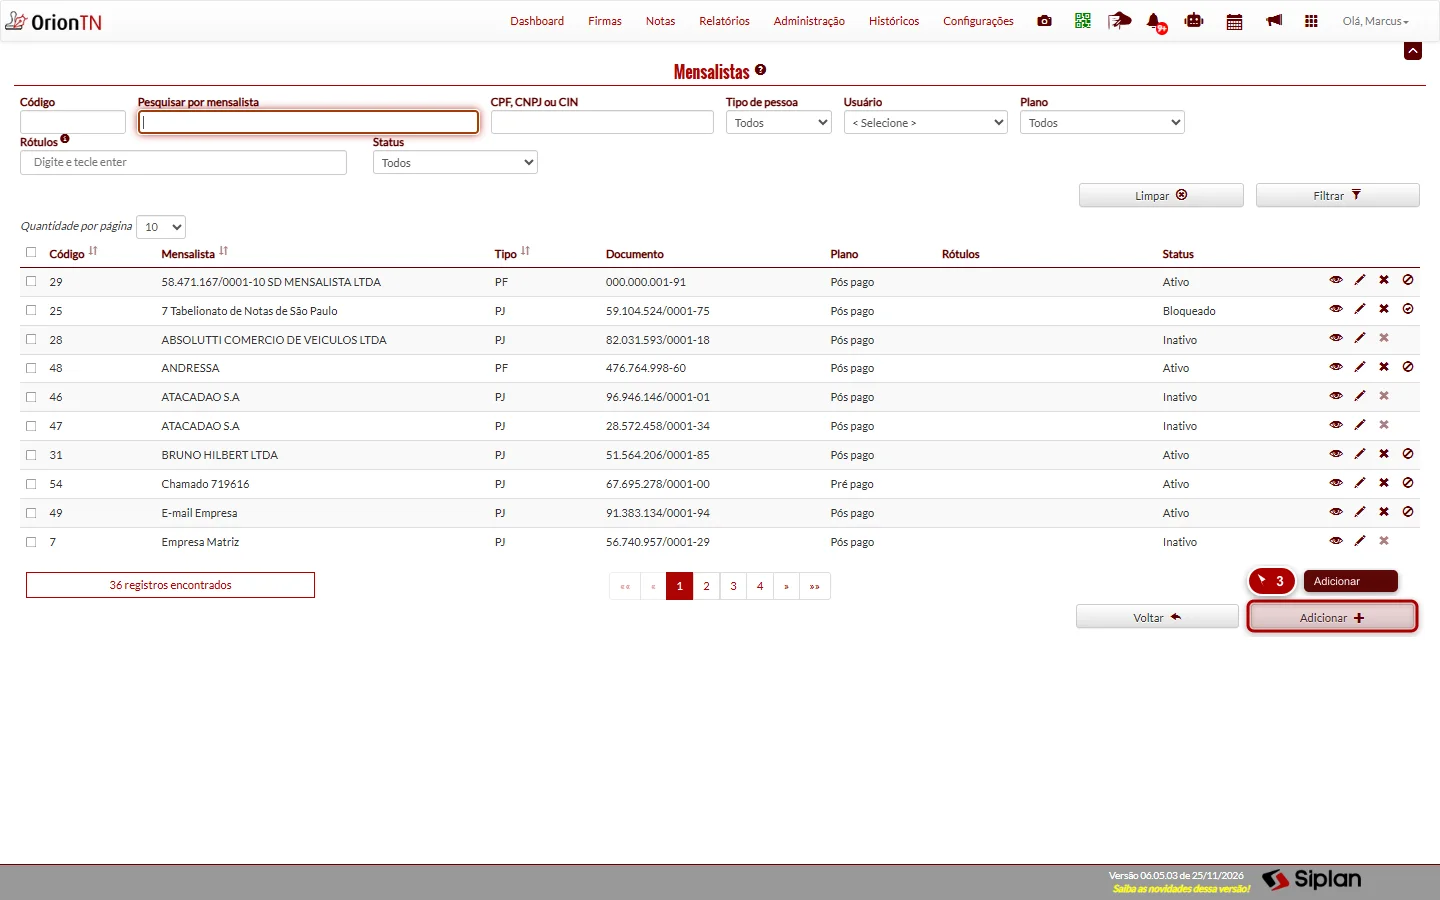 OrionTN
Dashboard Firmas Notas Relatórios Administração Históricos Configurações 9+ Olá, Marcus
Mensalistas
Código Pesquisar por mensalista CPF, CNPJ ou CIN Tipo de pessoa Usuário Plano
Todos < Selecione > Todos
Rótulos Status
Digite e tecle enter Todos
Limpar Filtrar
Quantidade por página 10
Código Mensalista Tipo Documento Plano Rótulos Status
29 58.471.167/0001-10 SD MENSALISTA LTDA PF 000.000.001-91 Pós pago Ativo
25 7 Tabelionato de Notas de São Paulo PJ 59.104.524/0001-75 Pós pago Bloqueado
28 ABSOLUTTI COMERCIO DE VEICULOS LTDA PJ 82.031.593/0001-18 Pós pago Inativo
48 ANDRESSA PF 476.764.998-60 Pós pago Ativo
46 ATACADAO S.A PJ 96.946.146/0001-01 Pós pago Inativo
47 ATACADAO S.A PJ 28.572.458/0001-34 Pós pago Inativo
31 BRUNO HILBERT LTDA PJ 51.564.206/0001-85 Pós pago Ativo
54 Chamado 719616 PJ 67.695.278/0001-00 Pré pago Ativo
49 E-mail Empresa PJ 91.383.134/0001-94 Pós pago Ativo
7 Empresa Matriz PJ 56.740.957/0001-29 Pós pago Inativo
36 registros encontrados «« « 1 2 3 4 » »» 3 Adicionar
Voltar Adicionar
Versão 06.05.03 de 25/11/2026
Saiba as novidades dessa versão!
Siplan